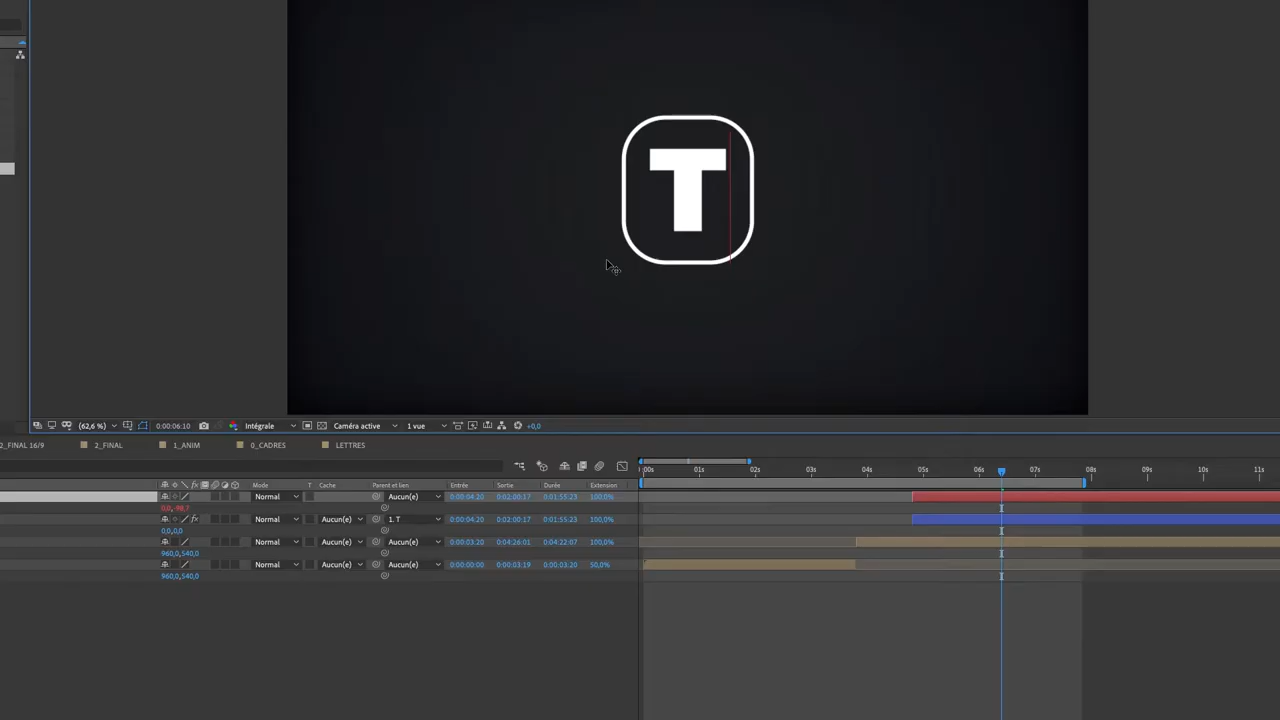 T
(62,6 %) 0:00:06:10 Intégrale Caméra active 1 vue +0,0
2_FINAL 16/9 2_FINAL 1_ANIM 0_CADRES LETTRES
:00s 01s 02s 03s 04s 05s 06s 07s 08s 09s 10s 11s
Mode T Cache Parent et lien Entrée Sortie Durée Extension
Normal Aucun(e) 0:00:04:20 0:02:00:17 0:01:55:23 100,0%
0,0,-98,7
Normal Aucun(e) 1. T 0:00:04:20 0:02:00:17 0:01:55:23 100,0%
0,0,0,0
Normal Aucun(e) Aucun(e) 0:00:03:20 0:04:26:01 0:04:22:07 100,0%
960,0,540,0
Normal Aucun(e) Aucun(e) 0:00:00:00 0:00:03:19 0:00:03:20 50,0%
960,0,540,0